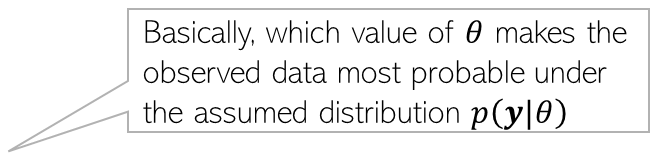 Basically, which value of 𝜃 makes the
observed data most probable under
the assumed distribution 𝒑(𝒚|𝜃)